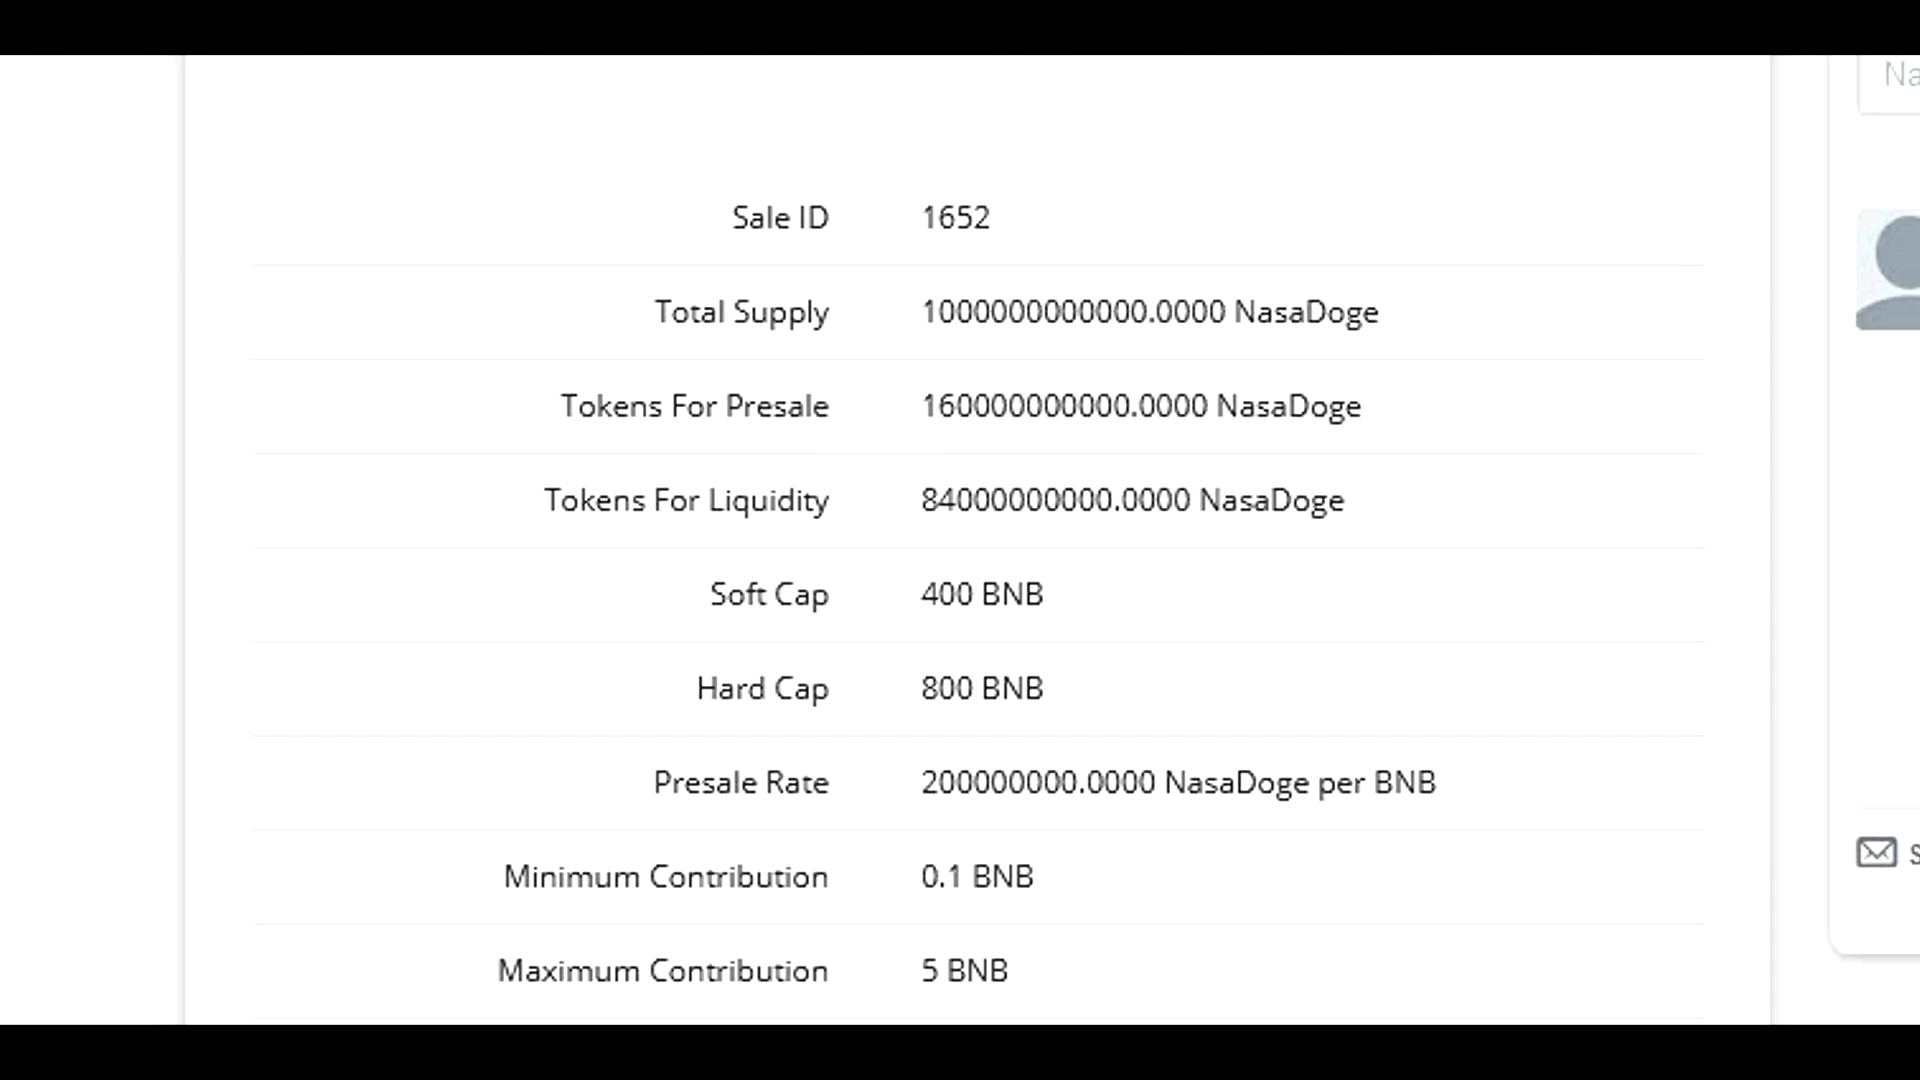 Na
Sale ID 1652
Total Supply 1000000000000.0000 NasaDoge
Tokens For Presale 160000000000.0000 NasaDoge
Tokens For Liquidity 84000000000.0000 NasaDoge
Soft Cap 400 BNB
Hard Cap 800 BNB
Presale Rate 200000000.0000 NasaDoge per BNB
Minimum Contribution 0.1 BNB
Maximum Contribution 5 BNB